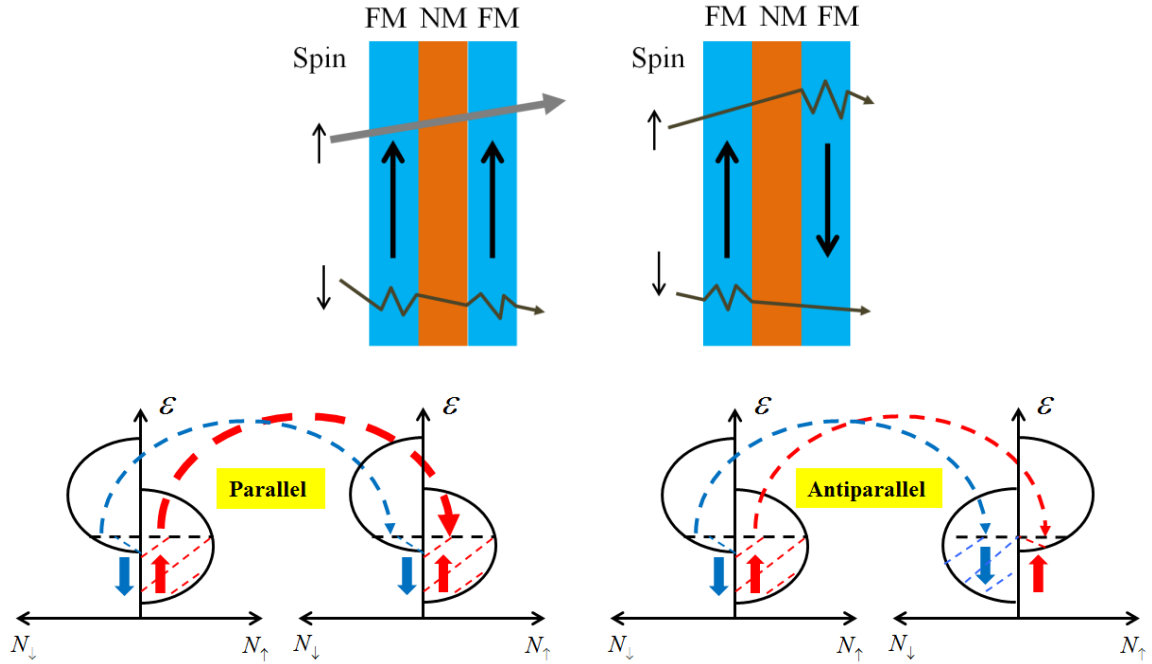 FM NM FM
FM NM FM
Spin
Spin
ε
ε
ε
ε
Parallel
Antiparallel
N↓
N↑
N↓
N↑
N↓
N↑
N↓
N↑